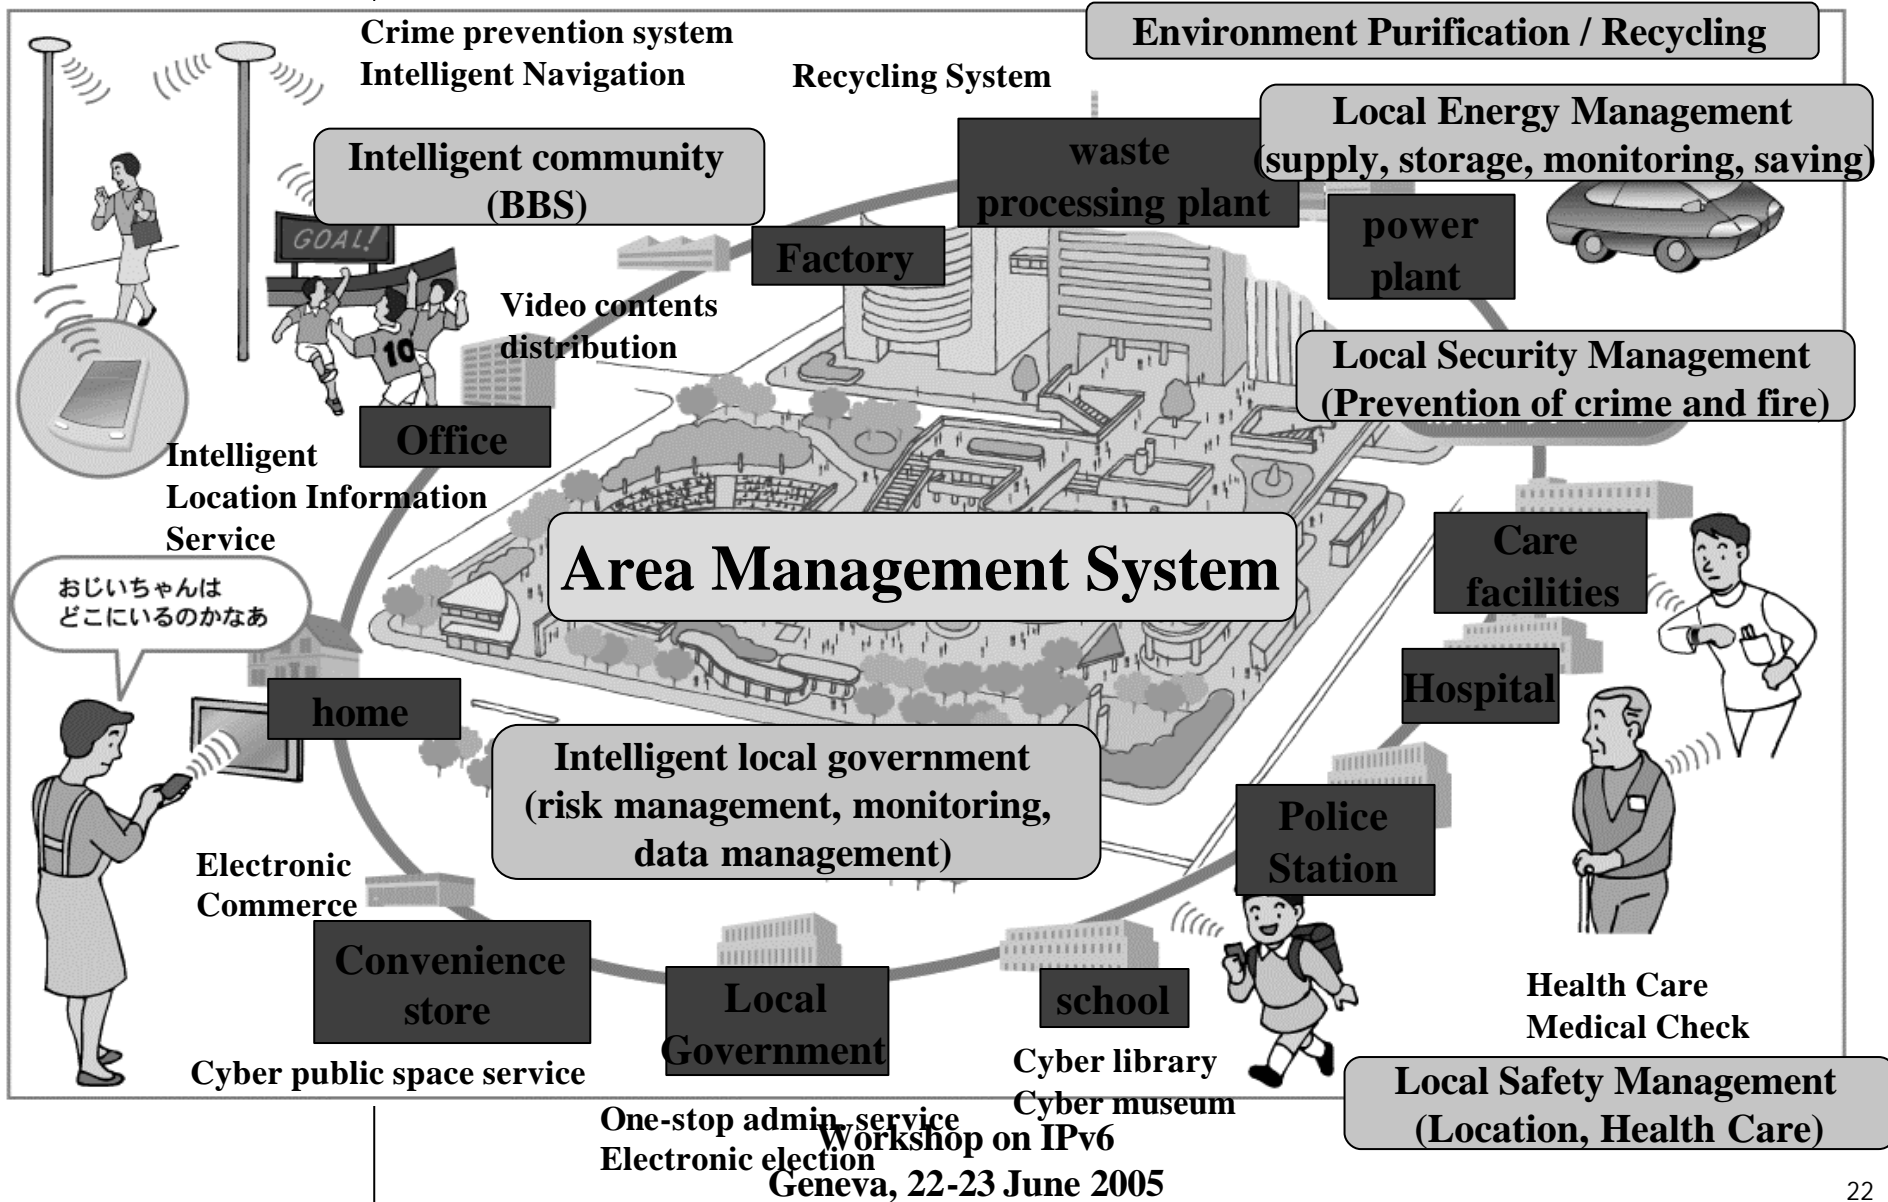 Crime prevention system
Intelligent Navigation
Environment Purification / Recycling
Recycling System
Local Energy Management
(supply, storage, monitoring, saving)
Intelligent community
(BBS)
waste
processing plant
power
plant
GOAL!
Factory
Video contents
distribution
10
Local Security Management
(Prevention of crime and fire)
Office
Intelligent
Location Information
Service
Area Management System
Care
facilities
おじいちゃんは
どこにいるのかなあ
home
Hospital
Intelligent local government
(risk management, monitoring,
data management)
Police
Station
Electronic
Commerce
Convenience
store
Local
Government
school
Health Care
Medical Check
Cyber public space service
Cyber library
Cyber museum
Local Safety Management
(Location, Health Care)
One-stop admin. service
Electronic election
Workshop on IPv6
Geneva, 22-23 June 2005
22